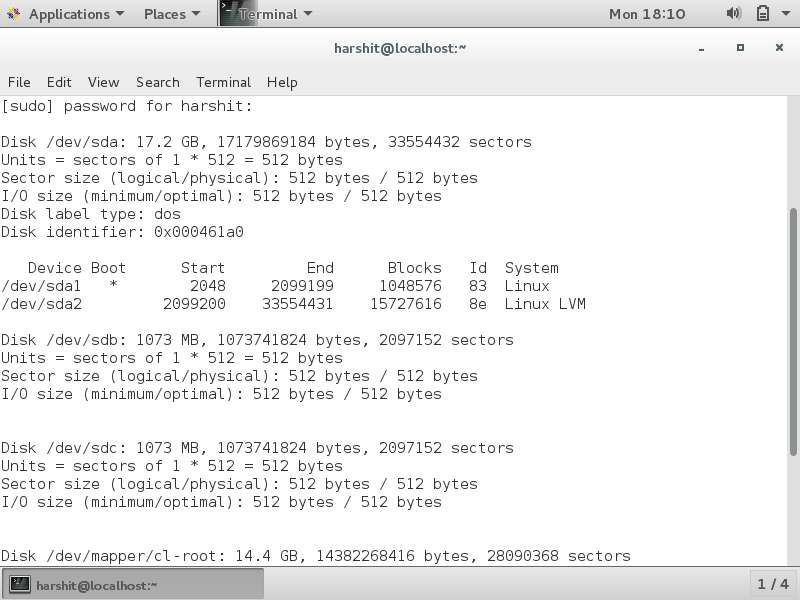 Applications Places Terminal Mon 18:10
harshit@localhost:~
File Edit View Search Terminal Help
[sudo] password for harshit:
Disk /dev/sda: 17.2 GB, 17179869184 bytes, 33554432 sectors
Units = sectors of 1 * 512 = 512 bytes
Sector size (logical/physical): 512 bytes / 512 bytes
I/O size (minimum/optimal): 512 bytes / 512 bytes
Disk label type: dos
Disk identifier: 0x000461a0
Device Boot Start End Blocks Id System
/dev/sda1 * 2048 2099199 1048576 83 Linux
/dev/sda2 2099200 33554431 15727616 8e Linux LVM
Disk /dev/sdb: 1073 MB, 1073741824 bytes, 2097152 sectors
Units = sectors of 1 * 512 = 512 bytes
Sector size (logical/physical): 512 bytes / 512 bytes
I/O size (minimum/optimal): 512 bytes / 512 bytes
Disk /dev/sdc: 1073 MB, 1073741824 bytes, 2097152 sectors
Units = sectors of 1 * 512 = 512 bytes
Sector size (logical/physical): 512 bytes / 512 bytes
I/O size (minimum/optimal): 512 bytes / 512 bytes
Disk /dev/mapper/cl-root: 14.4 GB, 14382268416 bytes, 28090368 sectors
harshit@localhost:~ 1 / 4